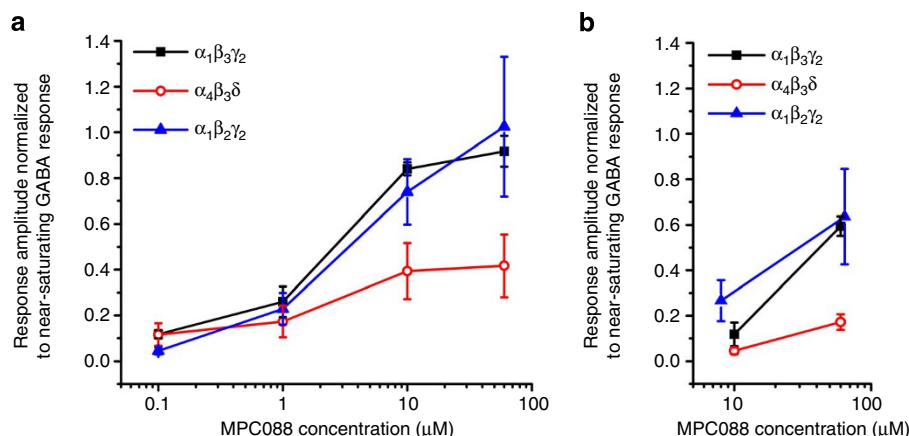 a
Response amplitude normalized
to near-saturating GABA response
1.4
1.2
1.0
0.8
0.6
0.4
0.2
0.0
α₁β₃γ₂
α₄β₃δ
α₁β₂γ₂
0.1
1
10
100
MPC088 concentration (μM)
b
Response amplitude normalized
to near-saturating GABA response
1.4
1.2
1.0
0.8
0.6
0.4
0.2
0.0
α₁β₃γ₂
α₄β₃δ
α₁β₂γ₂
10
100
MPC088 concentration (μM)